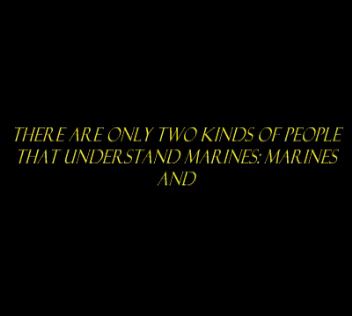 THERE ARE ONLY TWO KINDS OF PEOPLE
THAT UNDERSTAND MARINES: MARINES
AND